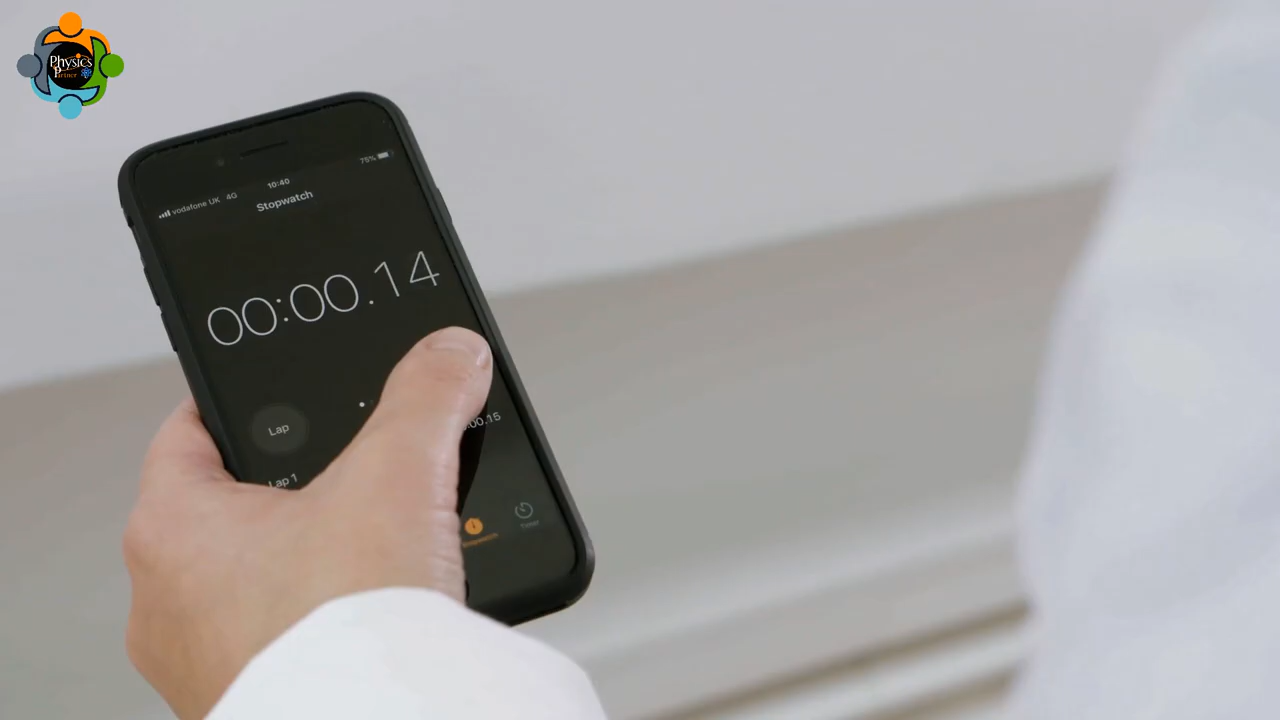 Physics
Partner
75%
10:40
vodafone UK 4G
Stopwatch
00:00.14
Lap
Lap 1
00.15
Timer